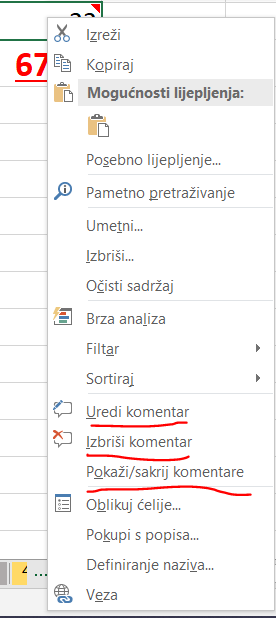 Izreži
67
Kopiraj
Mogućnosti lijepljenja:
Posebno lijepljenje...
Pametno pretraživanje
Umetni...
Izbriši...
Očisti sadržaj
Brza analiza
Filtar
Sortiraj
Uredi komentar
Izbriši komentar
Pokaži/sakrij komentare
Oblikuj ćelije...
Pokupi s popisa...
Definiranje naziva...
4 ...
Veza